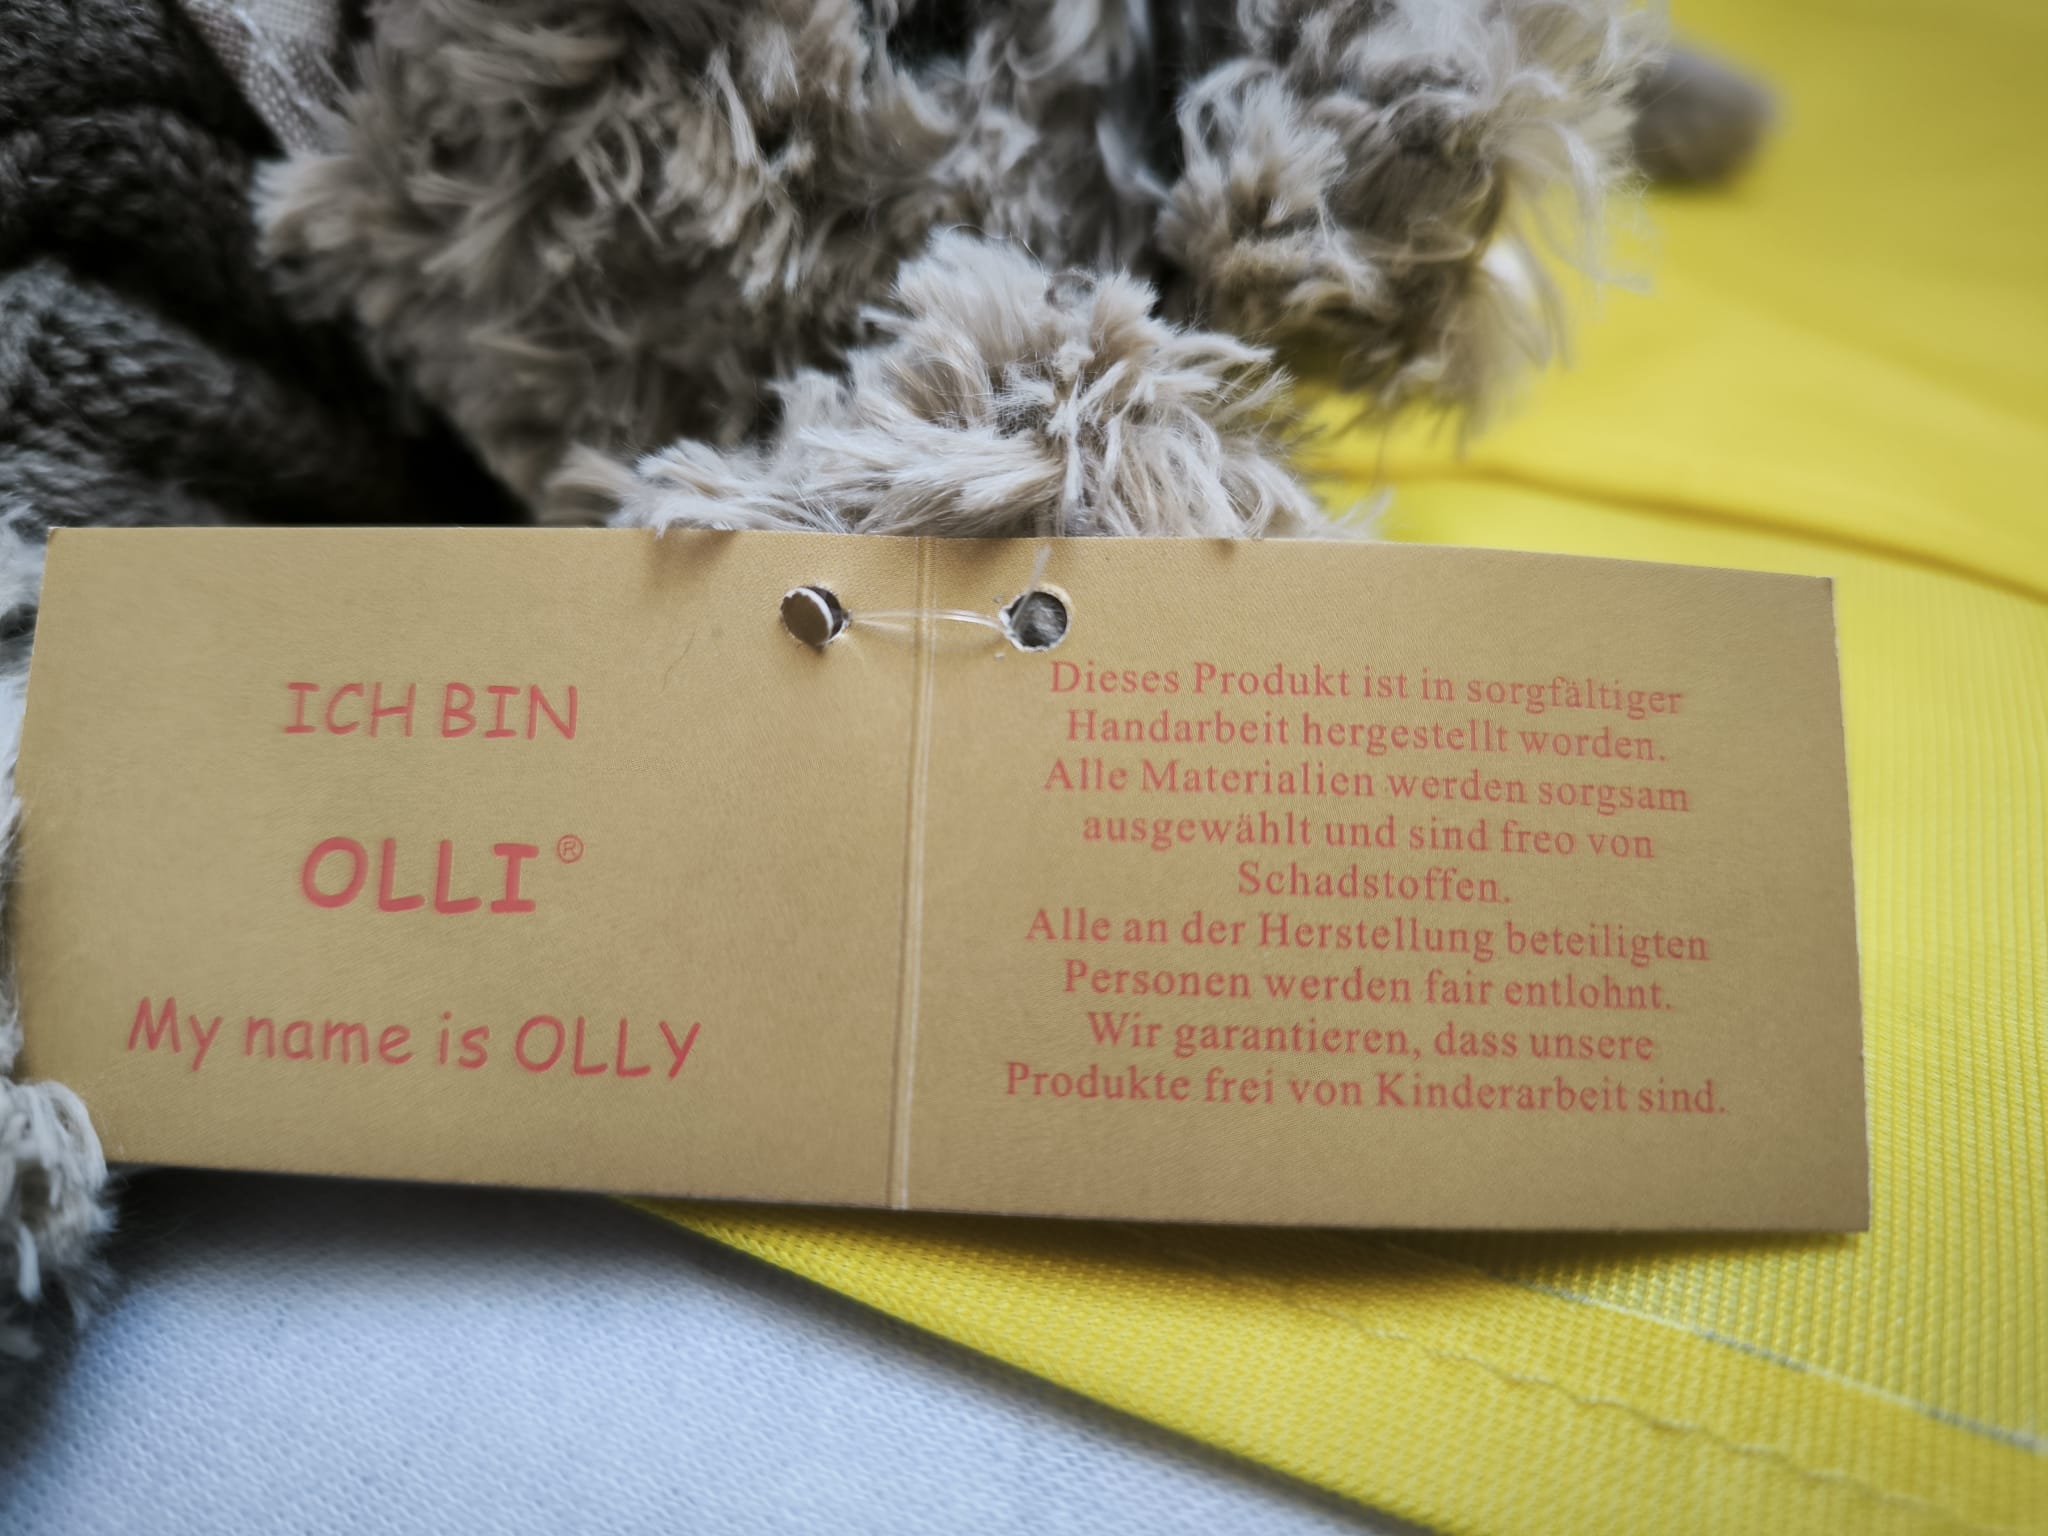 ICH BIN
OLLI®
My name is OLLY
Dieses Produkt ist in sorgfältiger
Handarbeit hergestellt worden.
Alle Materialien werden sorgsam
ausgewählt und sind freo von
Schadstoffen.
Alle an der Herstellung beteiligten
Personen werden fair entlohnt.
Wir garantieren, dass unsere
Produkte frei von Kinderarbeit sind.